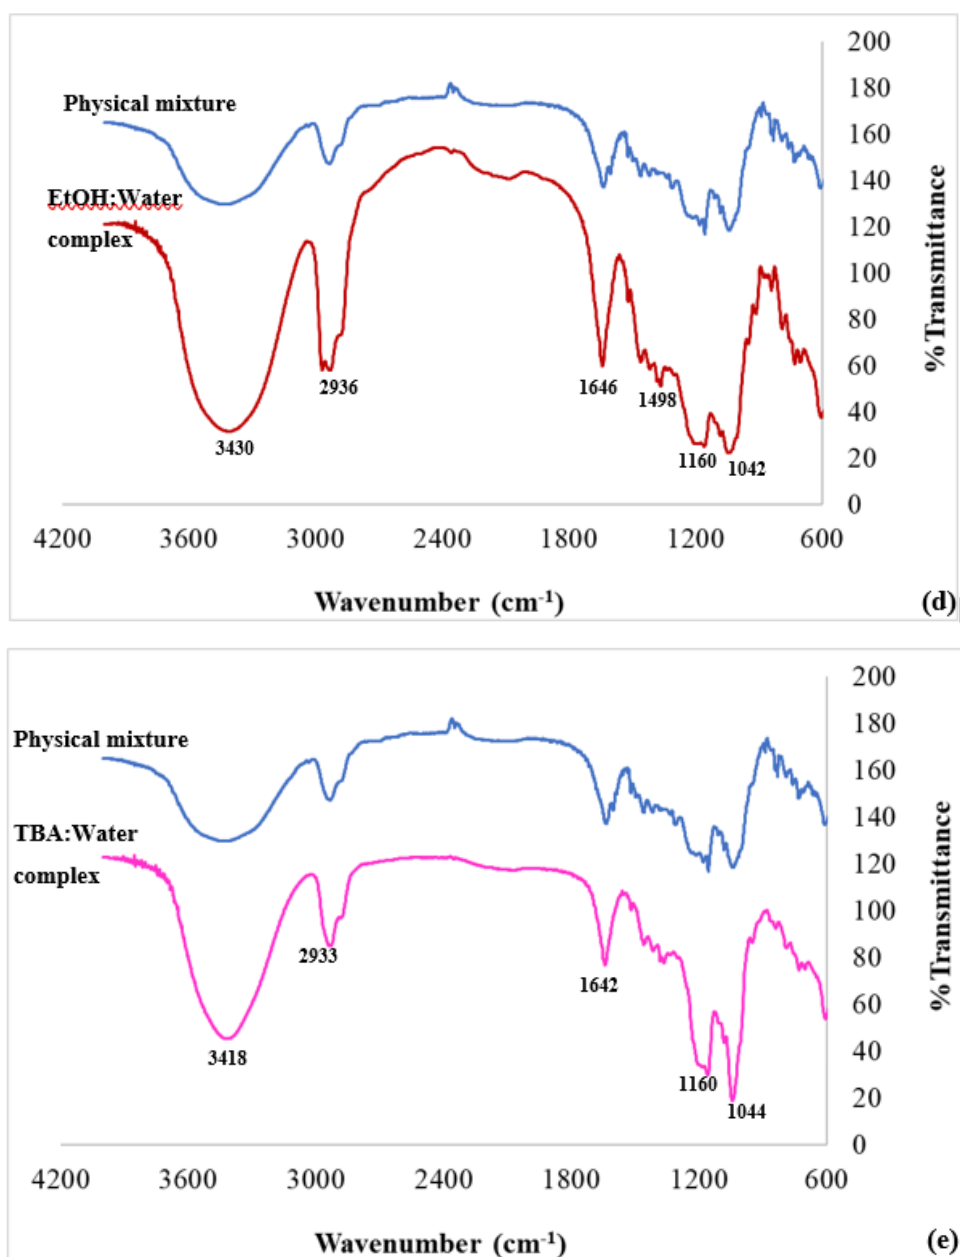 200
180
Physical mixture
160
140
EtOH:Water
complex
120
100
80
60
40
20
0
%Transmittance
2936
1646
1498
3430
1160
1042
4200 3600 3000 2400 1800 1200 600
Wavenumber (cm-1)
(d)
200
180
Physical mixture
160
140
TBA:Water
complex
120
100
80
60
40
20
0
%Transmittance
2933
1642
3418
1160
1044
4200 3600 3000 2400 1800 1200 600
Wavenumber (cm-1)
(e)